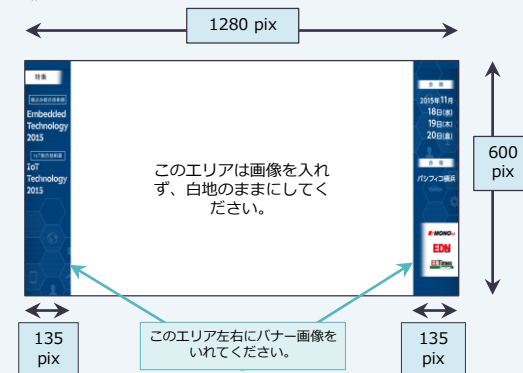 1280 pix
特集
組込み総合技術展
Embedded
Technology
2015
IoT総合技術展
IoT
Technology
2015
このエリアは画像を入れ
ず、白地のままにしてく
ださい。
会期
2015年11月
18日(水)
19日(木)
20日(金)
会場
パシフィコ横浜
EDN
600
pix
135
pix
このエリア左右にバナー画像を
いれてください。
135
pix